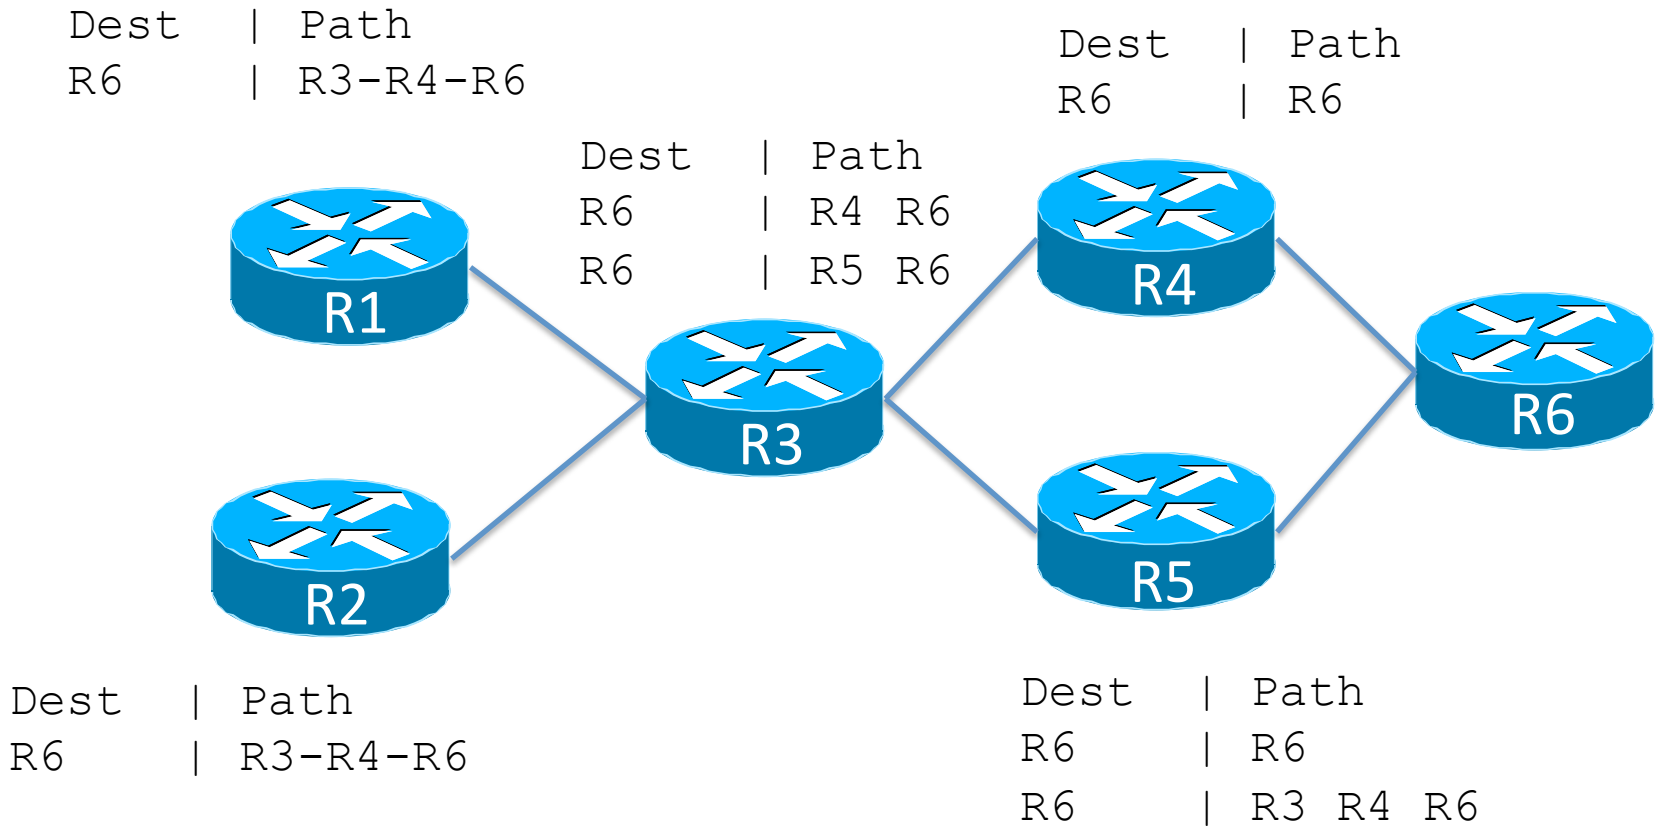 Dest | Path
R6 | R3-R4-R6
Dest | Path
R6 | R6
Dest | Path
R6 | R4 R6
R6 | R5 R6
R1
R4
R3
R6
R2
R5
Dest | Path
R6 | R3-R4-R6
Dest | Path
R6 | R6
R6 | R3 R4 R6